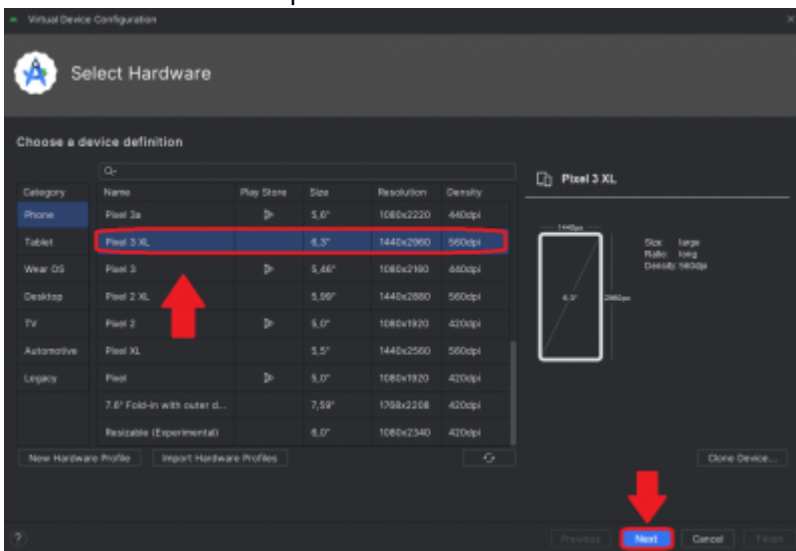 Virtual Device Configuration
Select Hardware
Choose a device definition
Category Name Play Store Size Resolution Density
Phone Pixel 3a 5,6" 1080x2220 440dpi
Tablet Pixel 3 XL 6,3" 1440x2960 560dpi
Wear OS Pixel 3 5,46" 1080x2160 440dpi
Desktop Pixel 2 XL 5,99" 1440x2880 560dpi
TV Pixel 2 5,0" 1080x1920 420dpi
Automotive Pixel XL 5,5" 1440x2560 560dpi
Legacy Pixel 5,0" 1080x1920 420dpi
7.6" Fold-in with outer d... 7,59" 1768x2208 420dpi
Resizable (Experimental) 6,0" 1080x2340 420dpi
New Hardware Profile Import Hardware Profiles
Pixel 3 XL
1440px
6,3" 2960px
Size: large
Ratio: long
Density: 560dpi
Clone Device...
? Previous Next Cancel Finish